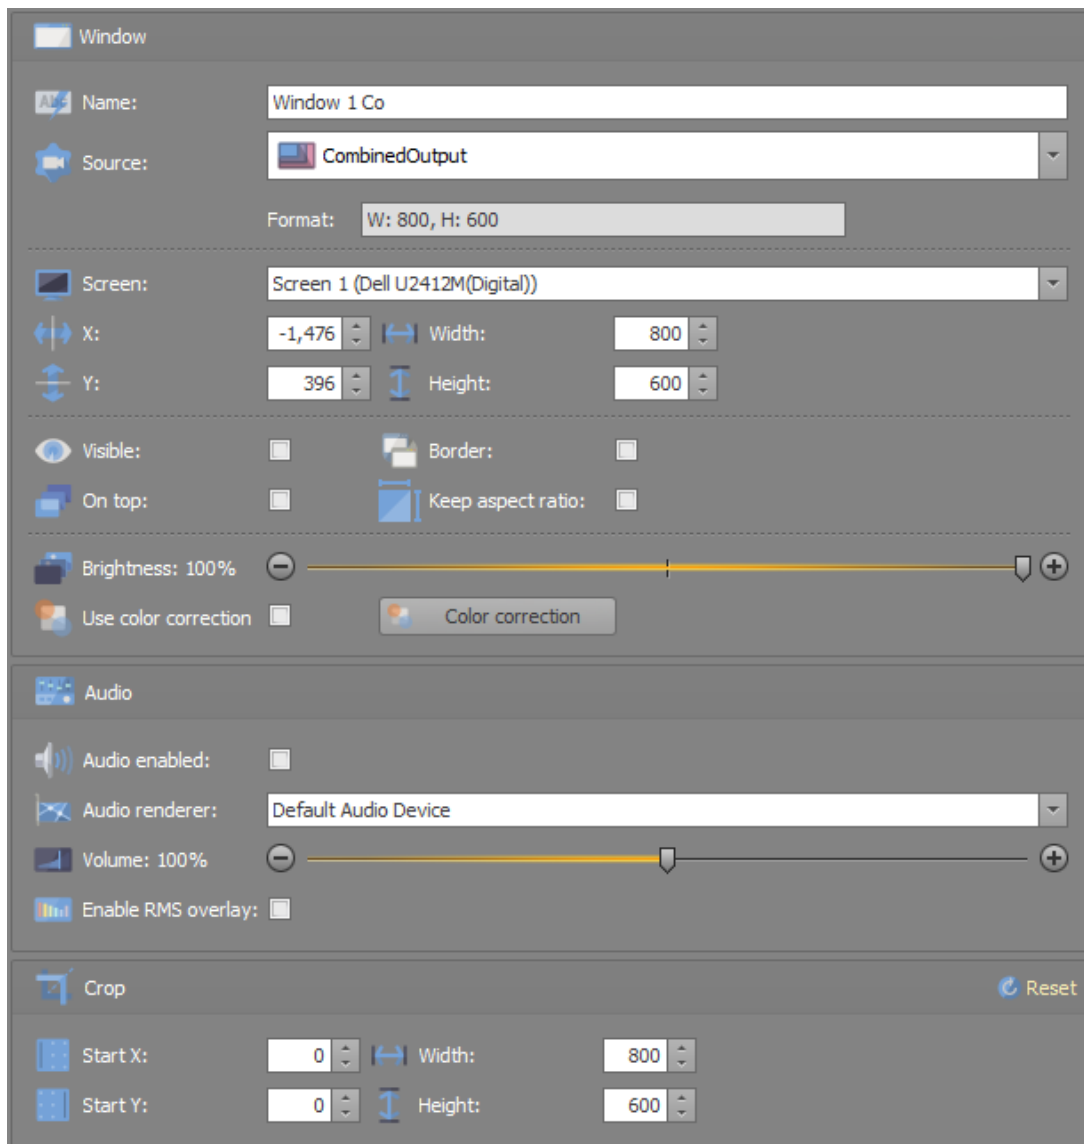 Window
Name: Window 1 Co
Source: CombinedOutput
Format: W: 800, H: 600
Screen: Screen 1 (Dell U2412M(Digital))
X: -1,476 Width: 800
Y: 396 Height: 600
Visible: Border:
On top: Keep aspect ratio:
Brightness: 100%
Use color correction Color correction
Audio
Audio enabled:
Audio renderer: Default Audio Device
Volume: 100%
Enable RMS overlay:
Crop Reset
Start X: 0 Width: 800
Start Y: 0 Height: 600